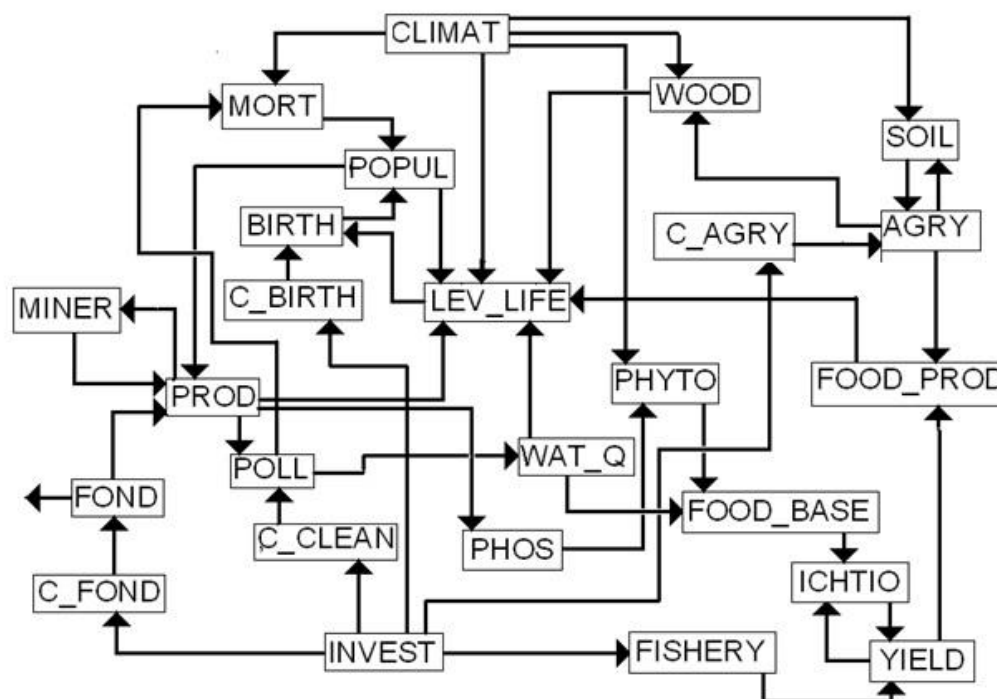 CLIMAT
MORT
WOOD
SOIL
POPUL
BIRTH
C_AGRY
AGRY
C_BIRTH
LEV_LIFE
MINER
PROD
PHYTO
FOOD_PROD
POLL
WAT_Q
FOND
FOOD_BASE
C_CLEAN
PHOS
C_FOND
ICHTIO
INVEST
FISHERY
YIELD